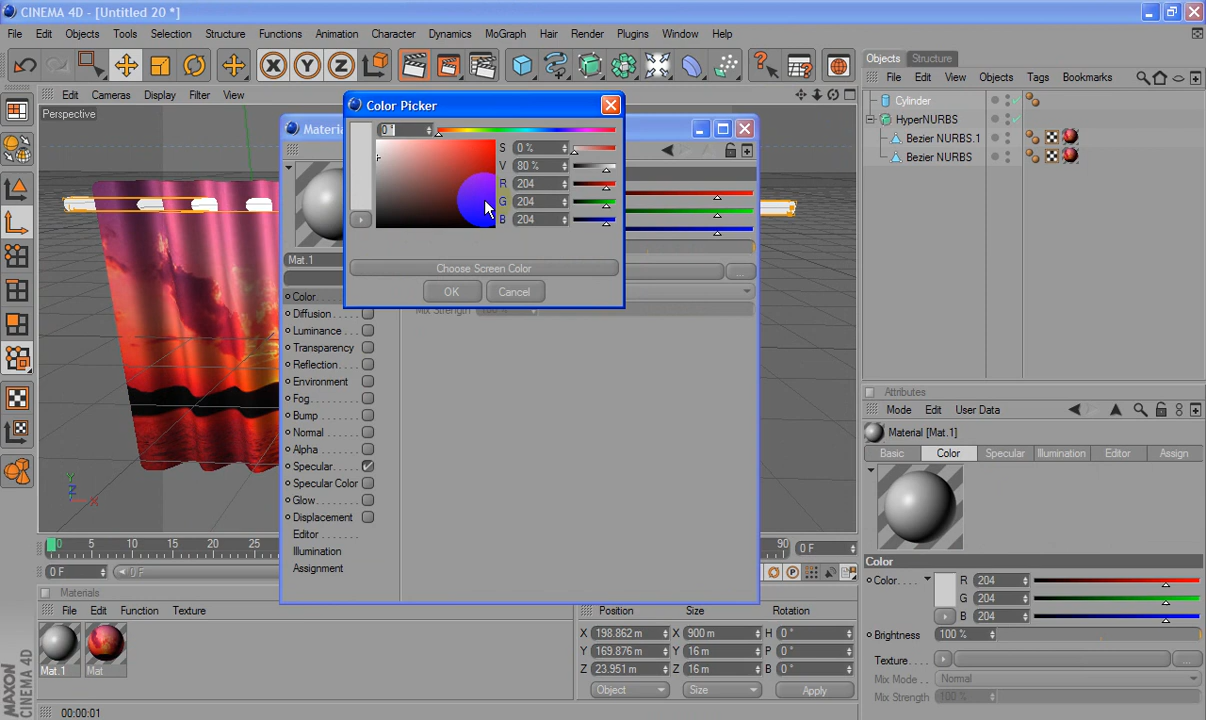 CINEMA 4D - [Untitled 20 *]
File Edit Objects Tools Selection Structure Functions Animation Character Dynamics MoGraph Hair Render Plugins Window Help
Edit Cameras Display Filter View
Perspective
Color Picker
0 °
S 0 %
V 80 %
R 204
G 204
B 204
Choose Screen Color
OK Cancel
Mat.1
Color
Diffusion
Luminance
Transparency
Reflection
Environment
Fog
Bump
Normal
Alpha
Specular
Specular Color
Glow
Displacement
Editor
Illumination
Assignment
Mix Strength 100 %
Objects Structure
File Edit View Objects Tags Bookmarks
Cylinder
HyperNURBS
Bezier NURBS.1
Bezier NURBS
Attributes
Mode Edit User Data
Material [Mat.1]
Basic Color Specular Illumination Editor Assign
Color
Color R 204
G 204
B 204
Brightness 100 %
Texture
Mix Mode Normal
Mix Strength 100 %
0 5 10 15 20 25 90 0 F
0 F 0 F
Materials
File Edit Function Texture
Mat.1 Mat
Position Size Rotation
X 198.862 m X 900 m H 0 °
Y 169.876 m Y 16 m P 0 °
Z 23.951 m Z 16 m B 0 °
Object Size Apply
MAXON
CINEMA 4D
00:00:01